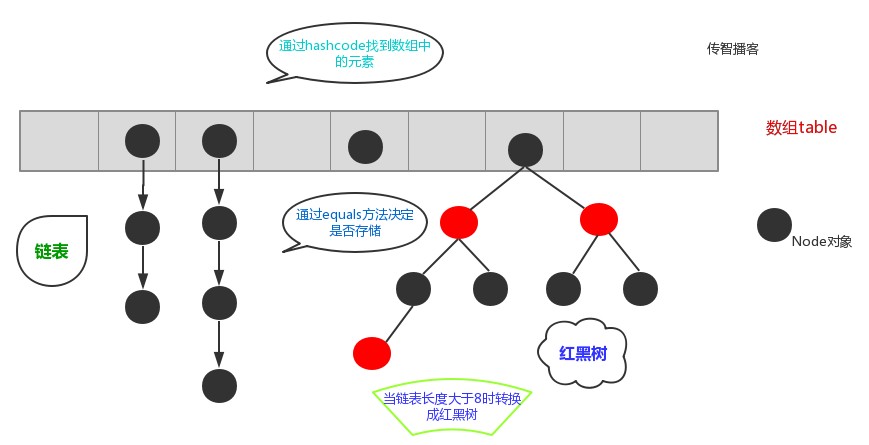 通过hashcode找到数组中
的元素
传智播客
数组table
通过equals方法决定
是否存储
链表
Node对象
红黑树
当链表长度大于8时转换
成红黑树